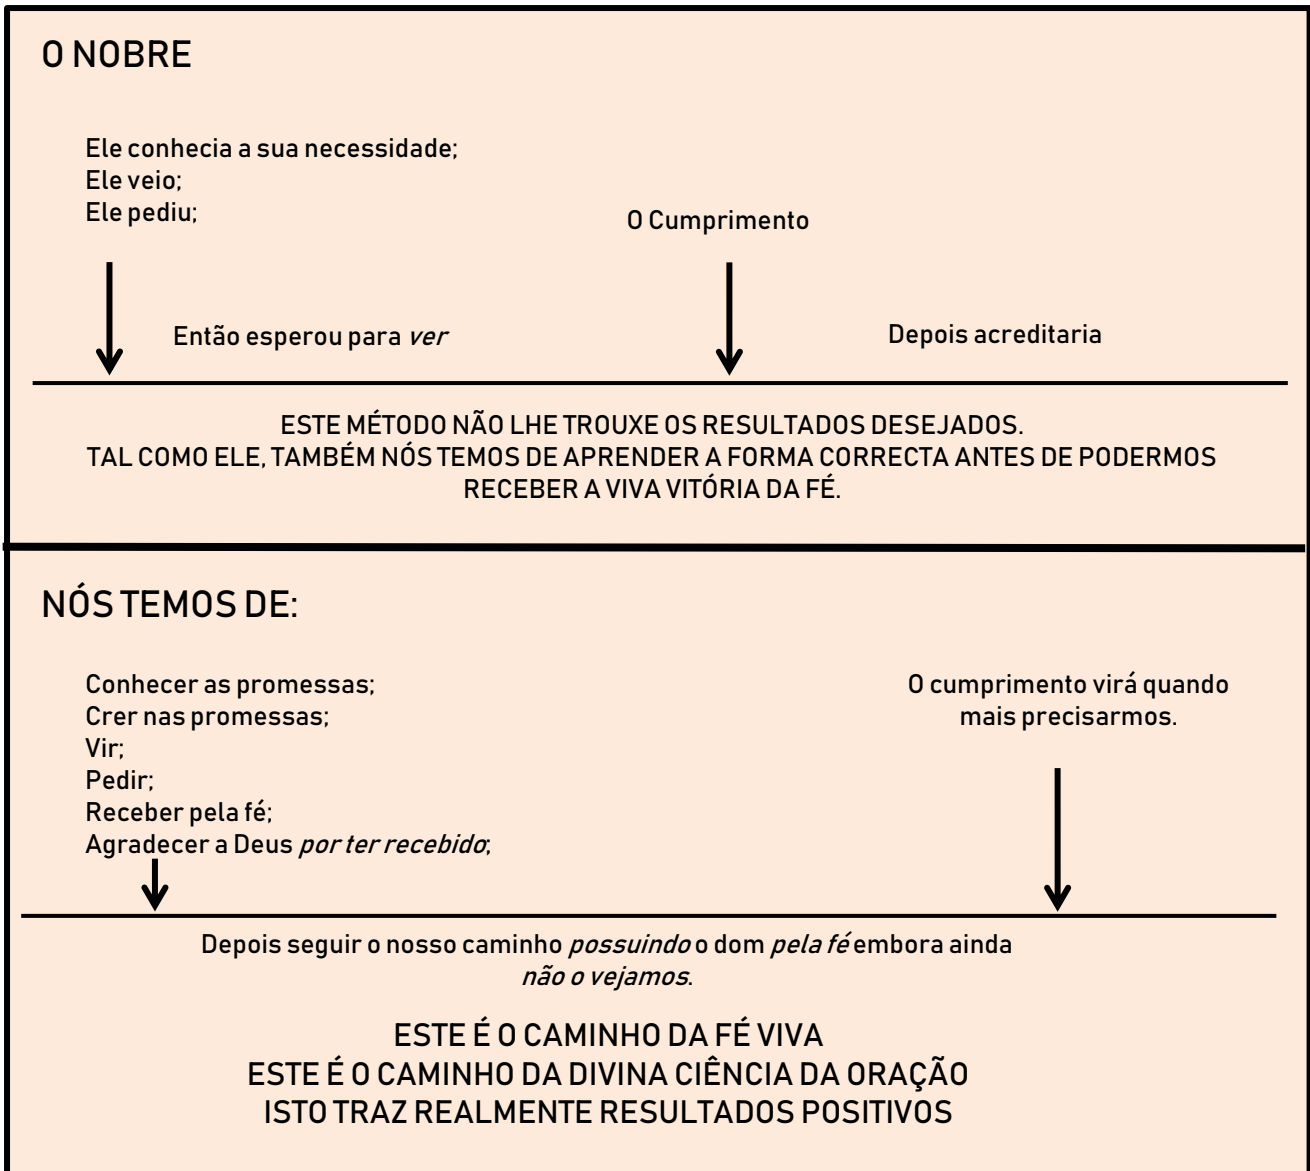 O NOBRE
Ele conhecia a sua necessidade;
Ele veio;
Ele pediu;
O Cumprimento
Então esperou para ver
Depois acreditaria
ESTE MÉTODO NÃO LHE TROUXE OS RESULTADOS DESEJADOS.
TAL COMO ELE, TAMBÉM NÓS TEMOS DE APRENDER A FORMA CORRECTA ANTES DE PODERMOS
RECEBER A VIVA VITÓRIA DA FÉ.
NÓS TEMOS DE:
Conhecer as promessas;
Crer nas promessas;
Vir;
Pedir;
Receber pela fé;
Agradecer a Deus por ter recebido;
O cumprimento virá quando
mais precisarmos.
Depois seguir o nosso caminho possuindo o dom pela fé embora ainda
não o vejamos.
ESTE É O CAMINHO DA FÉ VIVA
ESTE É O CAMINHO DA DIVINA CIÊNCIA DA ORAÇÃO
ISTO TRAZ REALMENTE RESULTADOS POSITIVOS